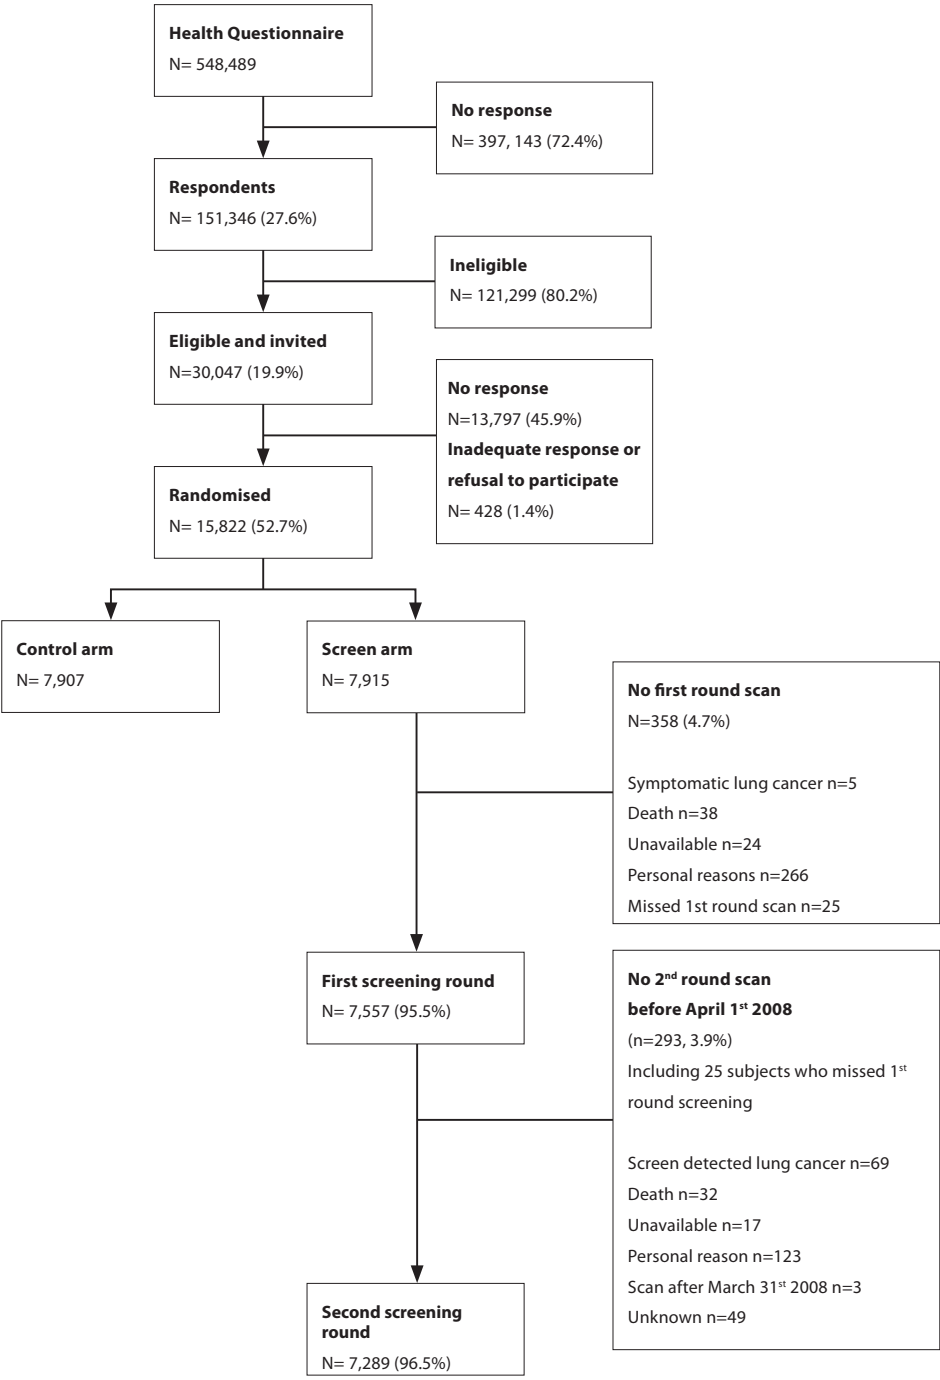 Health Questionnaire
N= 548,489
No response
N= 397, 143 (72.4%)
Respondents
N= 151,346 (27.6%)
Ineligible
N= 121,299 (80.2%)
Eligible and invited
N=30,047 (19.9%)
No response
N=13,797 (45.9%)
Inadequate response or
refusal to participate
N= 428 (1.4%)
Randomised
N= 15,822 (52.7%)
Control arm
N= 7,907
Screen arm
N= 7,915
No first round scan
N=358 (4.7%)
Symptomatic lung cancer n=5
Death n=38
Unavailable n=24
Personal reasons n=266
Missed 1st round scan n=25
First screening round
N= 7,557 (95.5%)
No 2nd round scan
before April 1st 2008
(n=293, 3.9%)
Including 25 subjects who missed 1st
round screening
Screen detected lung cancer n=69
Death n=32
Unavailable n=17
Personal reason n=123
Scan after March 31st 2008 n=3
Unknown n=49
Second screening
round
N= 7,289 (96.5%)